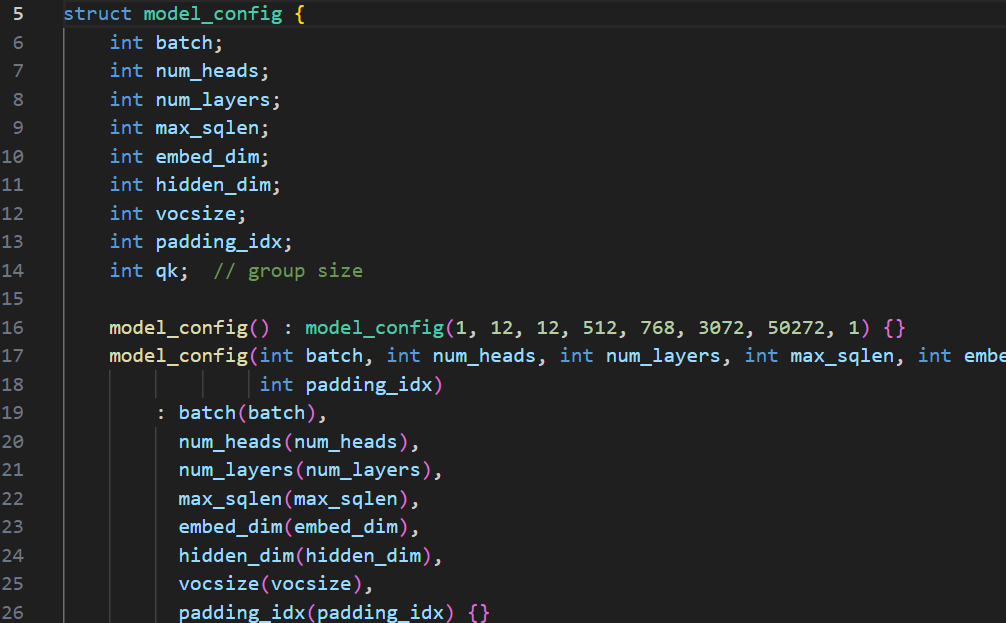 5 struct model_config {
6 int batch;
7 int num_heads;
8 int num_layers;
9 int max_sqlen;
10 int embed_dim;
11 int hidden_dim;
12 int vocsize;
13 int padding_idx;
14 int qk;  // group size
15
16 model_config() : model_config(1, 12, 12, 512, 768, 3072, 50272, 1) {}
17 model_config(int batch, int num_heads, int num_layers, int max_sqlen, int embe
18 int padding_idx)
19 : batch(batch),
20 num_heads(num_heads),
21 num_layers(num_layers),
22 max_sqlen(max_sqlen),
23 embed_dim(embed_dim),
24 hidden_dim(hidden_dim),
25 vocsize(vocsize),
26 padding_idx(padding_idx) {}